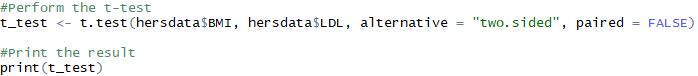 #Perform the t-test
t_test <- t.test(hersdata$BMI, hersdata$LDL, alternative = "two.sided", paired = FALSE)
#Print the result
print(t_test)